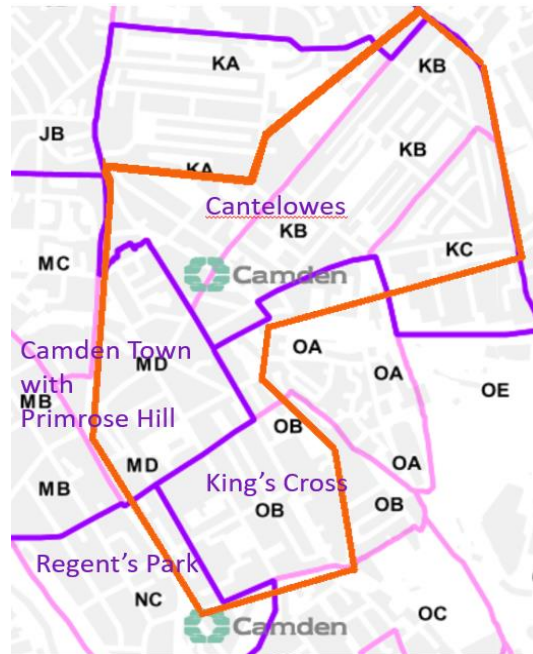 KA
KB
JB
KA
KB
Cantelowes
KB
KC
MC
Camden
Camden Town
with
Primrose Hill
MD
OA
OA
OE
MB
OB
MD
OA
MB
King's Cross
OB
OB
Regent's Park
NC
OC
Camden